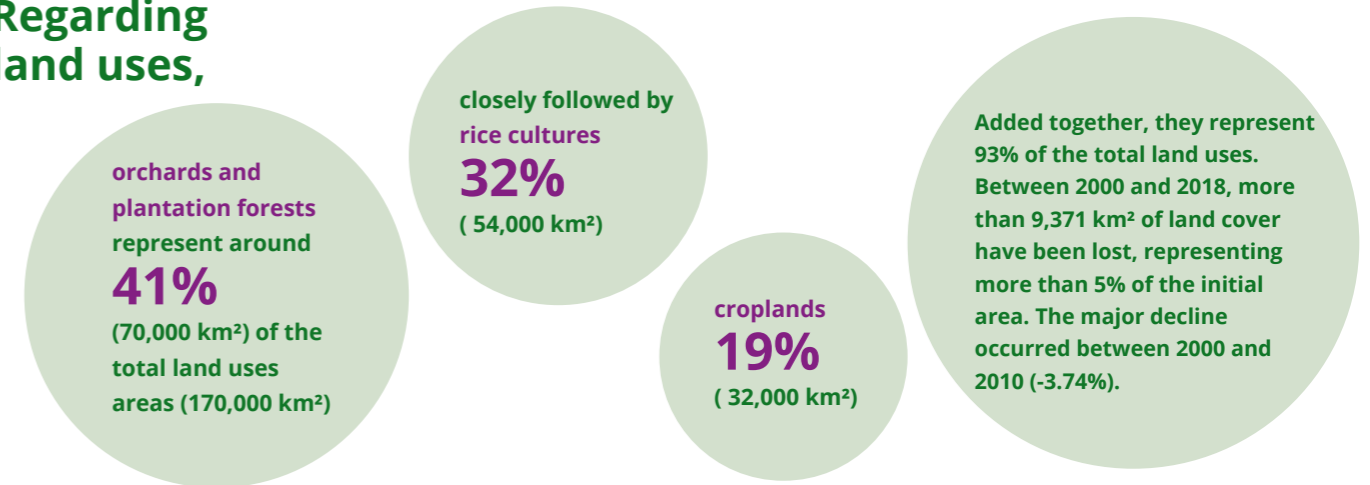 Regarding
land uses,
orchards and
plantation forests
represent around
41%
(70,000 km²) of the
total land uses
areas (170,000 km²)
closely followed by
rice cultures
32%
( 54,000 km²)
croplands
19%
( 32,000 km²)
Added together, they represent
93% of the total land uses.
Between 2000 and 2018, more
than 9,371 km² of land cover
have been lost, representing
more than 5% of the initial
area. The major decline
occurred between 2000 and
2010 (-3.74%).